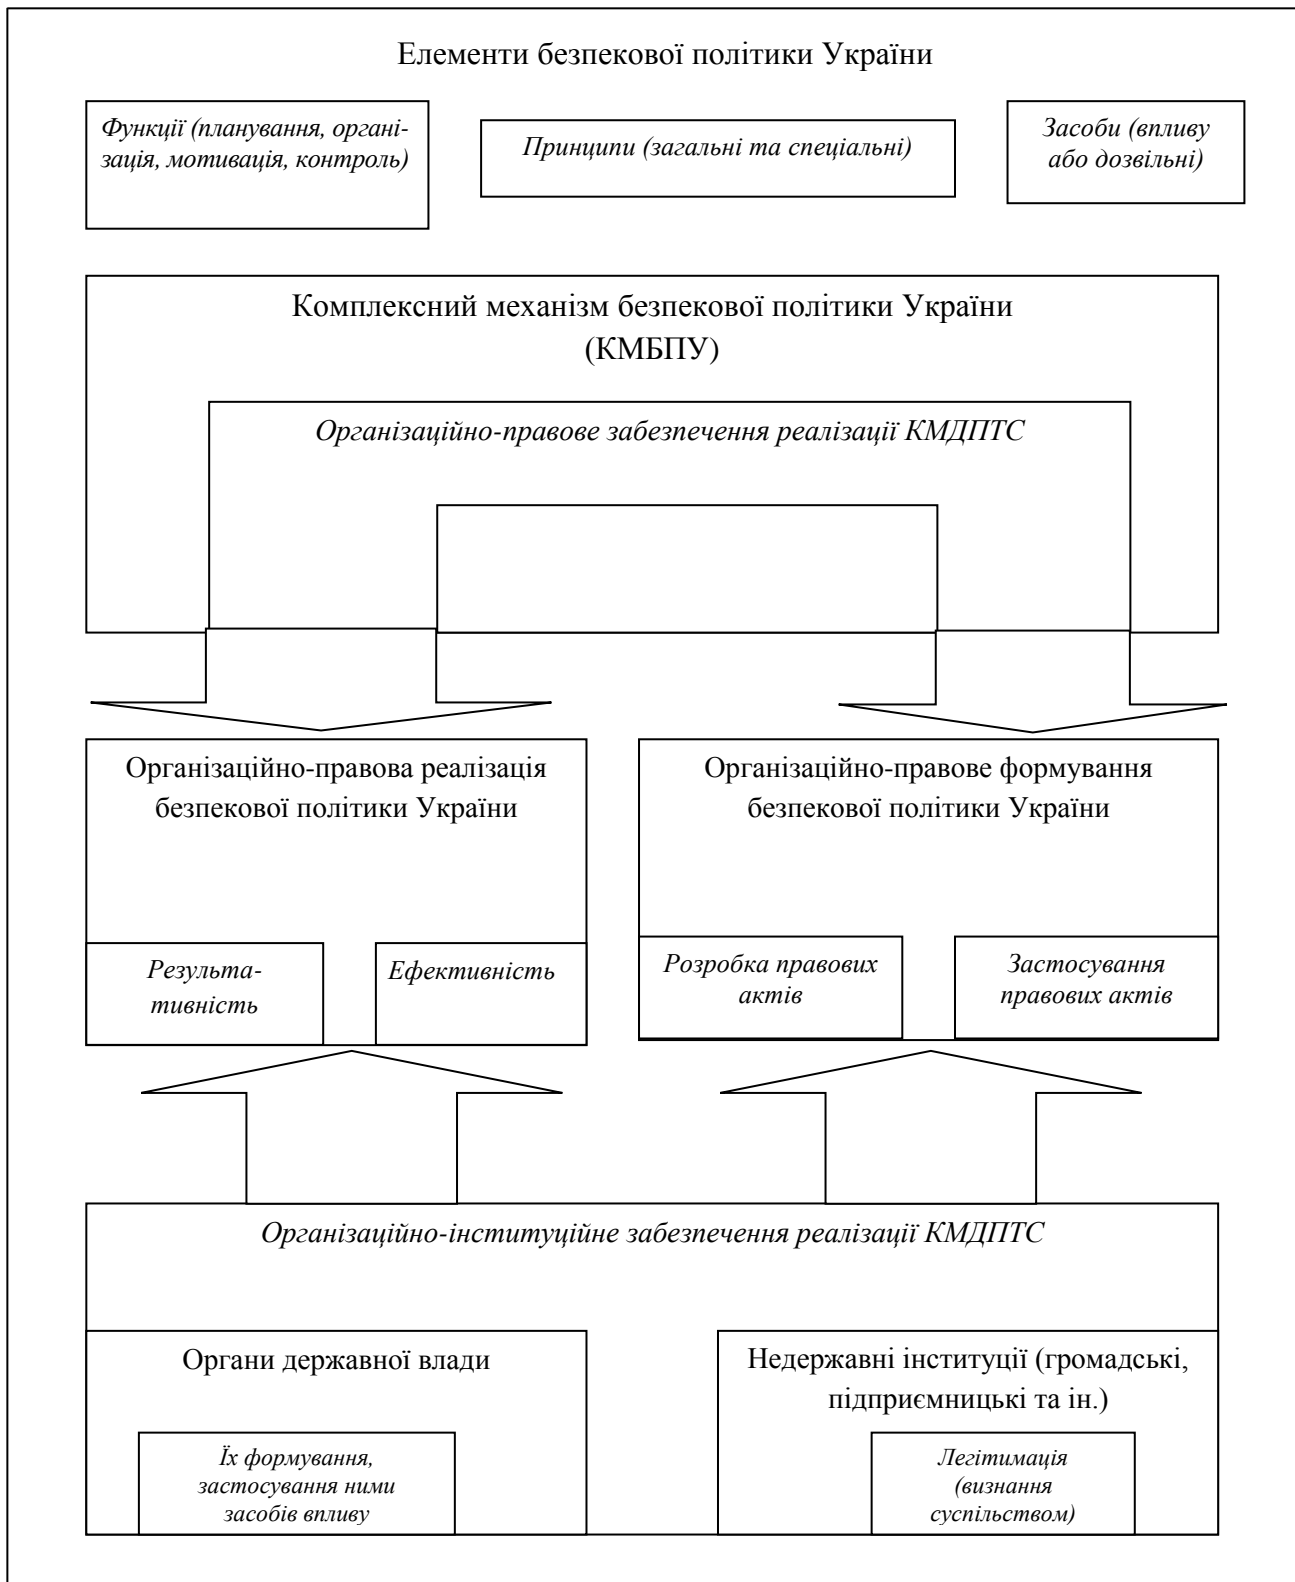 Елементи безпекової політики України
Функції (планування, органі-
зація, мотивація, контроль)
Принципи (загальні та спеціальні)
Засоби (впливу
або дозвільні)
Комплексний механізм безпекової політики України
(КМБПУ)
Організаційно-правове забезпечення реалізації КМДПТС
Організаційно-правова реалізація
безпекової політики України
Організаційно-правове формування
безпекової політики України
Результа-
тивність
Ефективність
Розробка правових
актів
Застосування
правових актів
Організаційно-інституційне забезпечення реалізації КМДПТС
Органи державної влади
Недержавні інституції (громадські,
підприємницькі та ін.)
Їх формування,
застосування ними
засобів впливу
Легітимація
(визнання
суспільством)